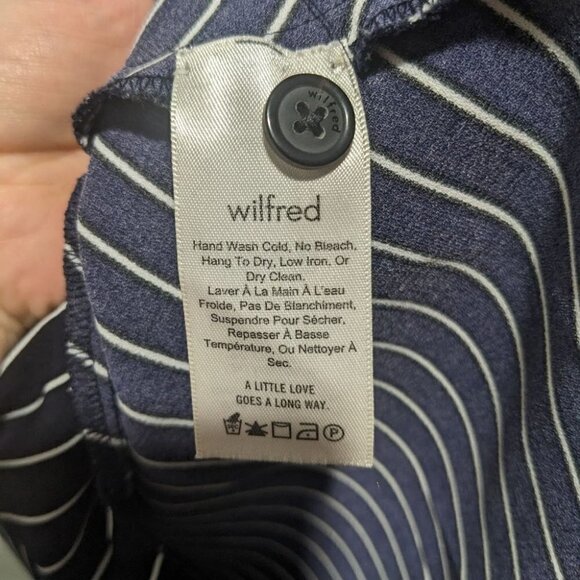 wilfred
wilfred
Hand Wash Cold, No Bleach,
Hang To Dry, Low Iron, Or
Dry Clean.
Laver À La Main À L'eau
Froide, Pas De Blanchiment,
Suspendre Pour Sécher,
Repasser À Basse
Température, Ou Nettoyer À
Sec.
A LITTLE LOVE
GOES A LONG WAY.
P